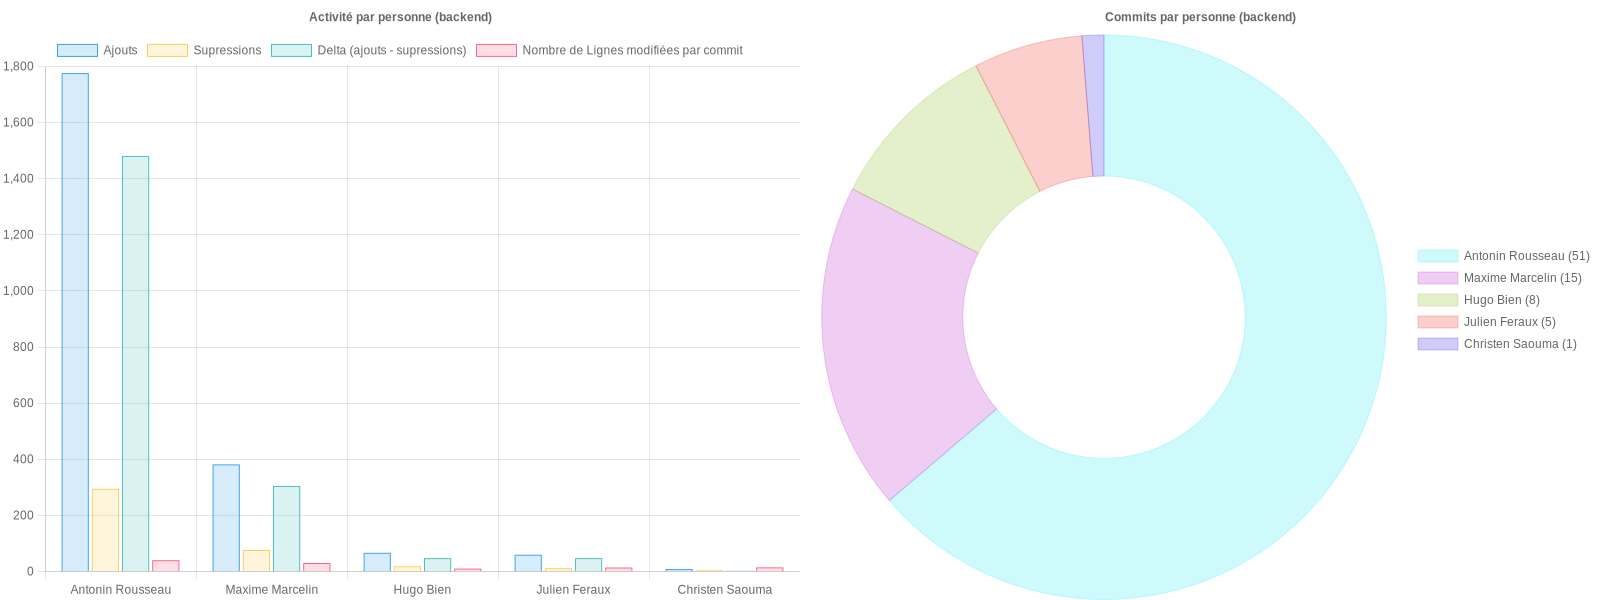 Activité par personne (backend)
Ajouts
Supressions
Delta (ajouts - supressions)
Nombre de Lignes modifiées par commit
1,800
1,600
1,400
1,200
1,000
800
600
400
200
0
Antonin Rousseau
Maxime Marcelin
Hugo Bien
Julien Feraux
Christen Saouma
Commits par personne (backend)
Antonin Rousseau (51)
Maxime Marcelin (15)
Hugo Bien (8)
Julien Feraux (5)
Christen Saouma (1)